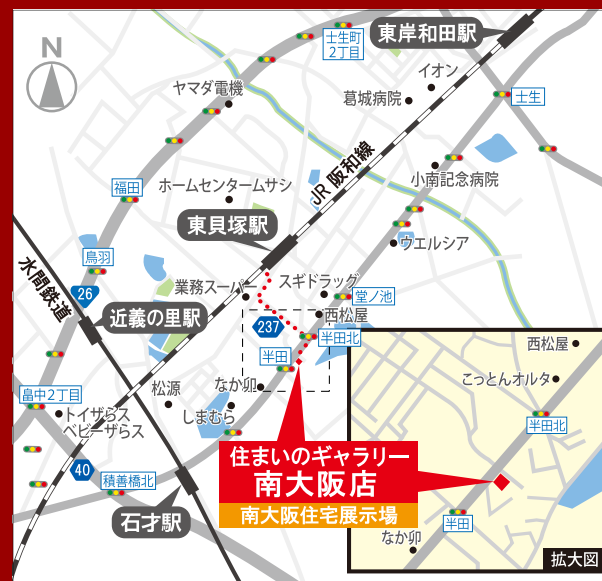 N
東岸和田駅
土生町
2丁目
イオン
ヤマダ電機
葛城病院
土生
JR 阪和線
小南記念病院
福田
ホームセンタームサシ
東貝塚駅
ウエルシア
鳥羽
水間鉄道
26
業務スーパー
スギドラッグ
堂ノ池
近義の里駅
西松屋
237
半田北
半田
畠中2丁目
松源
なか卯
トイザらス
ベビーザらス
しまむら
40
積善橋北
石才駅
住まいのギャラリー
南大阪店
南大阪住宅展示場
西松屋
こっとんオルタ
半田北
半田
なか卯
拡大図